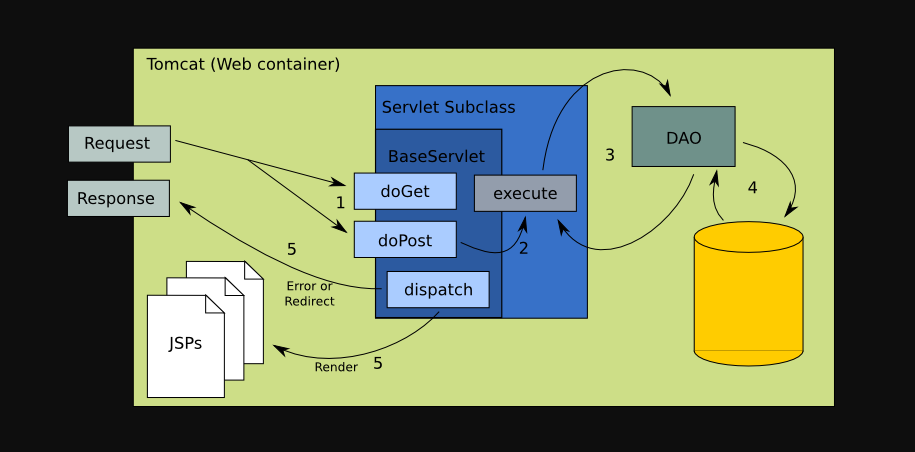 Tomcat (Web container)
Servlet Subclass
Request
BaseServlet
DAO
3
doGet
execute
4
Response
1
doPost
2
5
Error or
Redirect
dispatch
JSPs
Render
5